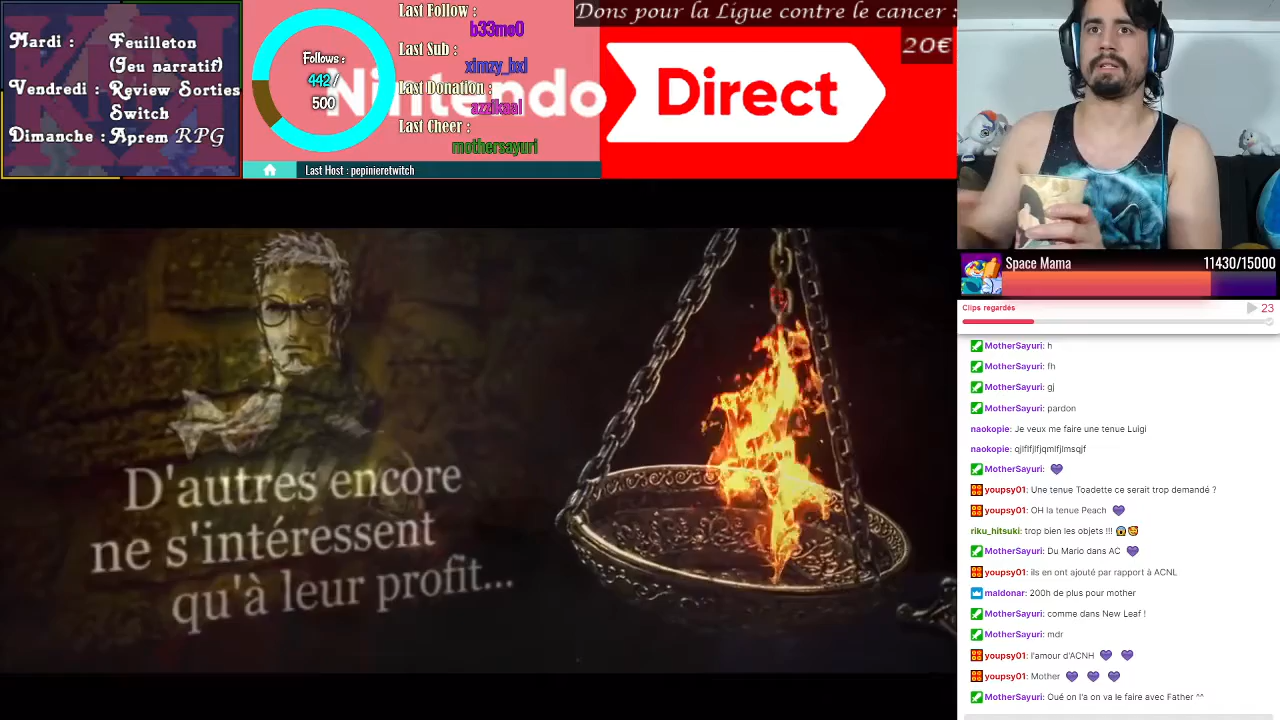 Mardi : Feuilleton
(Jeu narratif)
Vendredi : Review Sorties
Switch
Dimanche : Aprem RPG
Follows :
442 /
500
Last Follow :
b33mo0
Last Sub :
ximzy_bxl
Last Donation :
azzikaal
Last Cheer :
mothersayuri
Last Host : pepinieretwitch
Nintendo
Direct
Dons pour la Ligue contre le cancer :
20€
D'autres encore
ne s'intéressent
qu'à leur profit...
Space Mama 11430/15000
Clips regardés 23
MotherSayuri: h
MotherSayuri: fh
MotherSayuri: gj
MotherSayuri: pardon
naokopie: Je veux me faire une tenue Luigi
naokopie: qjlflfjlfjqmlfjlmsqjf
MotherSayuri: 💜
youpsy01: Une tenue Toadette ce serait trop demandé ?
youpsy01: OH la tenue Peach 💜
riku_hitsuki: trop bien les objets !!! 😱🥰
MotherSayuri: Du Mario dans AC 💜
youpsy01: ils en ont ajouté par rapport à ACNL
maldonar: 200h de plus pour mother
MotherSayuri: comme dans New Leaf !
MotherSayuri: mdr
youpsy01: l'amour d'ACNH 💜 💜
youpsy01: Mother 💜 💜 💜
MotherSayuri: Oué on l'a on va le faire avec Father ^^